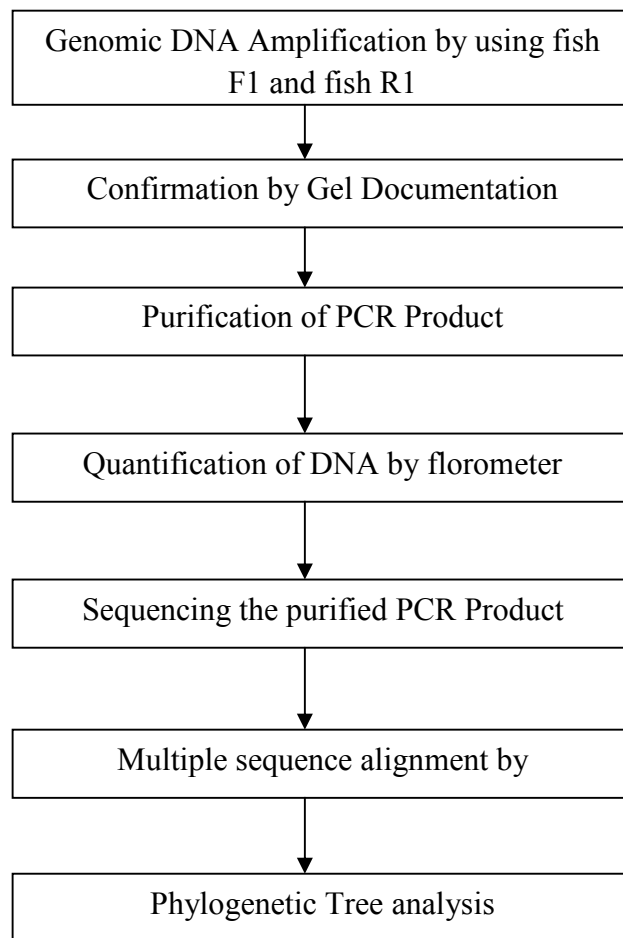 Genomic DNA Amplification by using fish
F1 and fish R1
Confirmation by Gel Documentation
Purification of PCR Product
Quantification of DNA by florometer
Sequencing the purified PCR Product
Multiple sequence alignment by
Phylogenetic Tree analysis